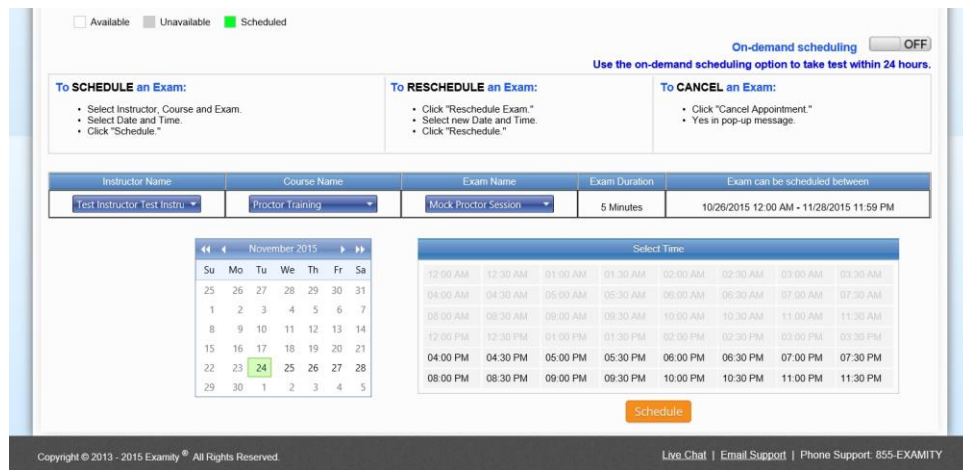 Available Unavailable Scheduled
On-demand scheduling OFF
Use the on-demand scheduling option to take test within 24 hours.
To SCHEDULE an Exam:
• Select Instructor, Course and Exam.
• Select Date and Time.
• Click "Schedule."
To RESCHEDULE an Exam:
• Click "Reschedule Exam."
• Select new Date and Time.
• Click "Reschedule."
To CANCEL an Exam:
• Click "Cancel Appointment."
• Yes in pop-up message.
Instructor Name Course Name Exam Name Exam Duration Exam can be scheduled between
Test Instructor Test Instru Proctor Training Mock Proctor Session 5 Minutes 10/26/2015 12:00 AM - 11/28/2015 11:59 PM
November 2015
Su Mo Tu We Th Fr Sa
25 26 27 28 29 30 31
1 2 3 4 5 6 7
8 9 10 11 12 13 14
15 16 17 18 19 20 21
22 23 24 25 26 27 28
29 30 1 2 3 4 5
Select Time
12:00 AM 12:30 AM 01:00 AM 01:30 AM 02:00 AM 02:30 AM 03:00 AM 03:30 AM
04:00 AM 04:30 AM 05:00 AM 05:30 AM 06:00 AM 06:30 AM 07:00 AM 07:30 AM
08:00 AM 08:30 AM 09:00 AM 09:30 AM 10:00 AM 10:30 AM 11:00 AM 11:30 AM
12:00 PM 12:30 PM 01:00 PM 01:30 PM 02:00 PM 02:30 PM 03:00 PM 03:30 PM
04:00 PM 04:30 PM 05:00 PM 05:30 PM 06:00 PM 06:30 PM 07:00 PM 07:30 PM
08:00 PM 08:30 PM 09:00 PM 09:30 PM 10:00 PM 10:30 PM 11:00 PM 11:30 PM
Schedule
Copyright © 2013 - 2015 Examity ® All Rights Reserved. Live Chat | Email Support | Phone Support: 855-EXAMITY